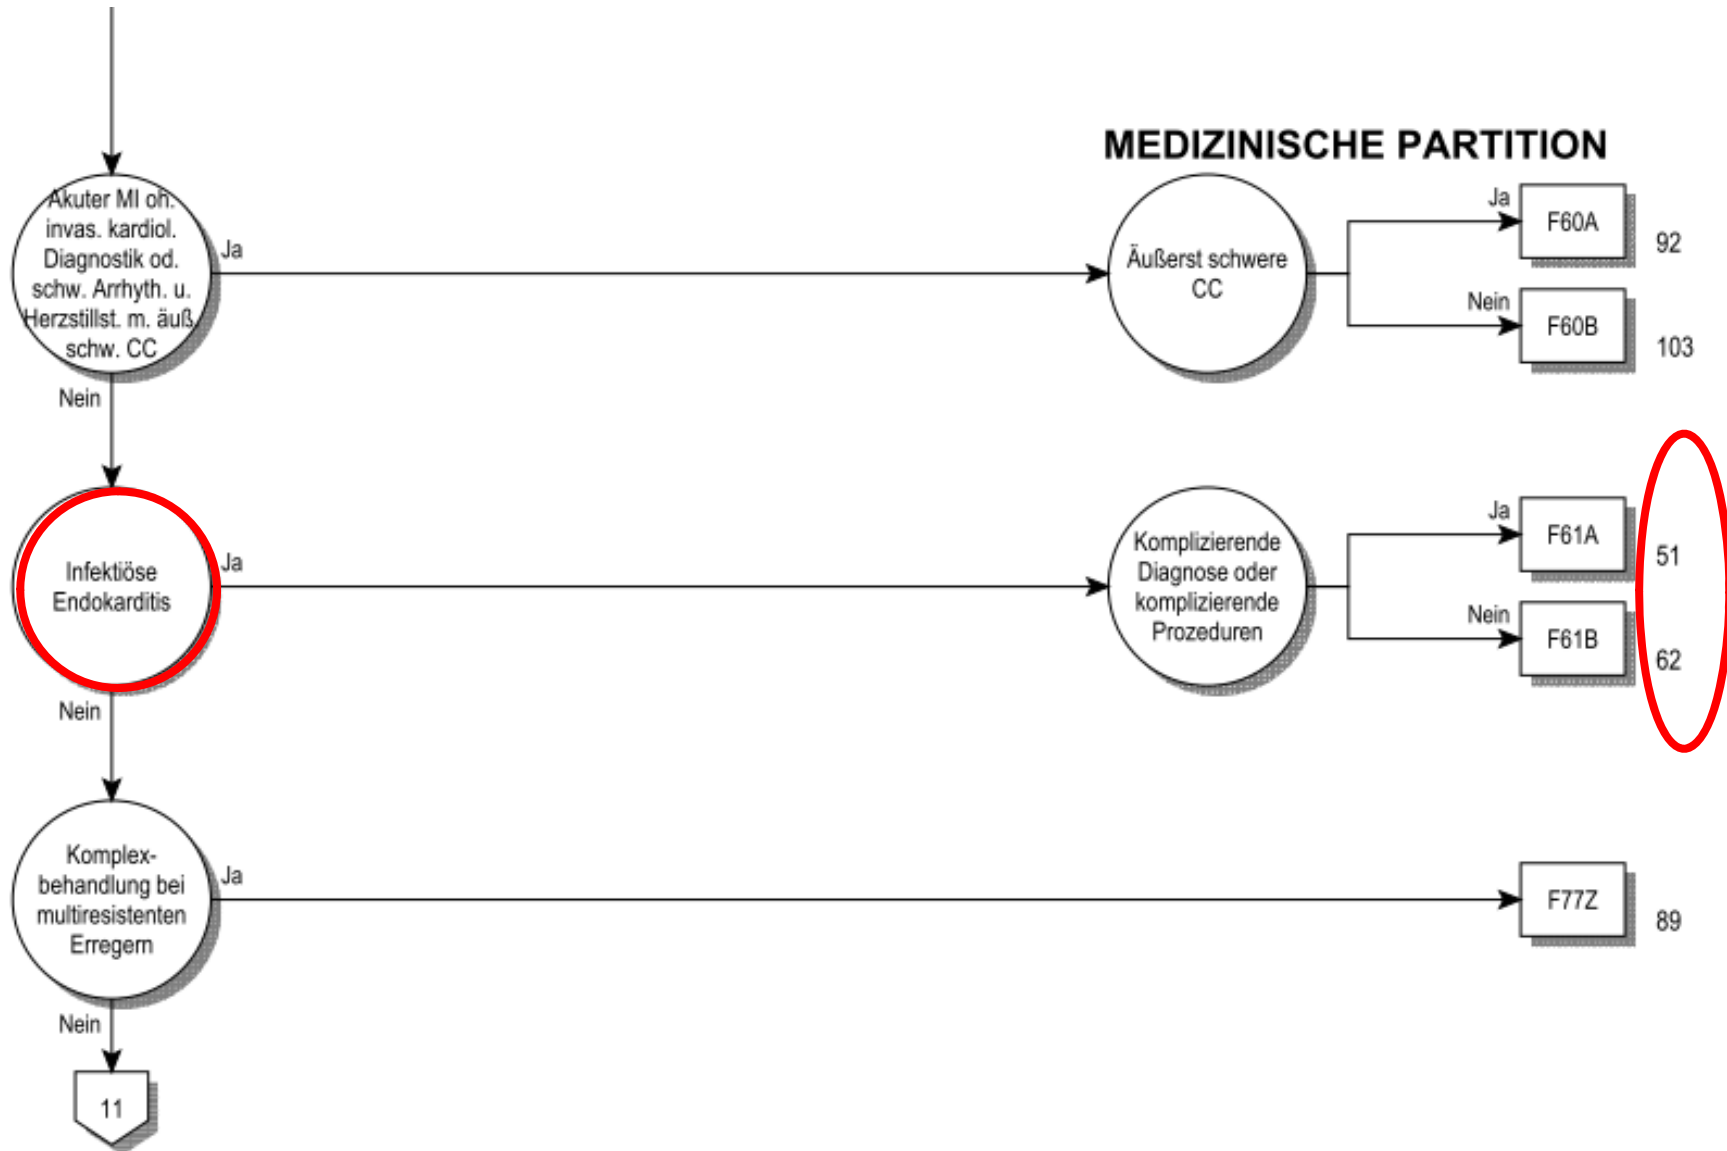 MEDIZINISCHE PARTITION
Akuter MI oh.
invas. kardiol.
Diagnostik od.
schw. Arrhyth. u.
Herzstillst. m. äuß.
schw. CC
Ja
Äußerst schwere
CC
Ja
F60A
92
Nein
F60B
103
Nein
Infektiöse
Endokarditis
Ja
Komplizierende
Diagnose oder
komplizierende
Prozeduren
Ja
F61A
51
Nein
F61B
62
Nein
Komplex-
behandlung bei
multiresistenten
Erregern
Ja
F77Z
89
Nein
11